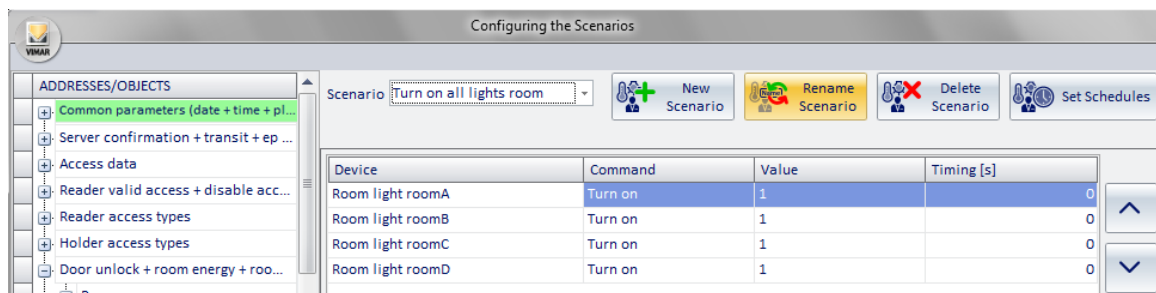 Configuring the Scenarios
VIMAR
ADDRESSES/OBJECTS
Common parameters (date + time + pl...
Server confirmation + transit + ep ...
Access data
Reader valid access + disable acc...
Reader access types
Holder access types
Door unlock + room energy + roo...
Scenario Turn on all lights room
New Scenario
Rename Scenario
Delete Scenario
Set Schedules
Device Command Value Timing [s]
Room light roomA Turn on 1 0
Room light roomB Turn on 1 0
Room light roomC Turn on 1 0
Room light roomD Turn on 1 0